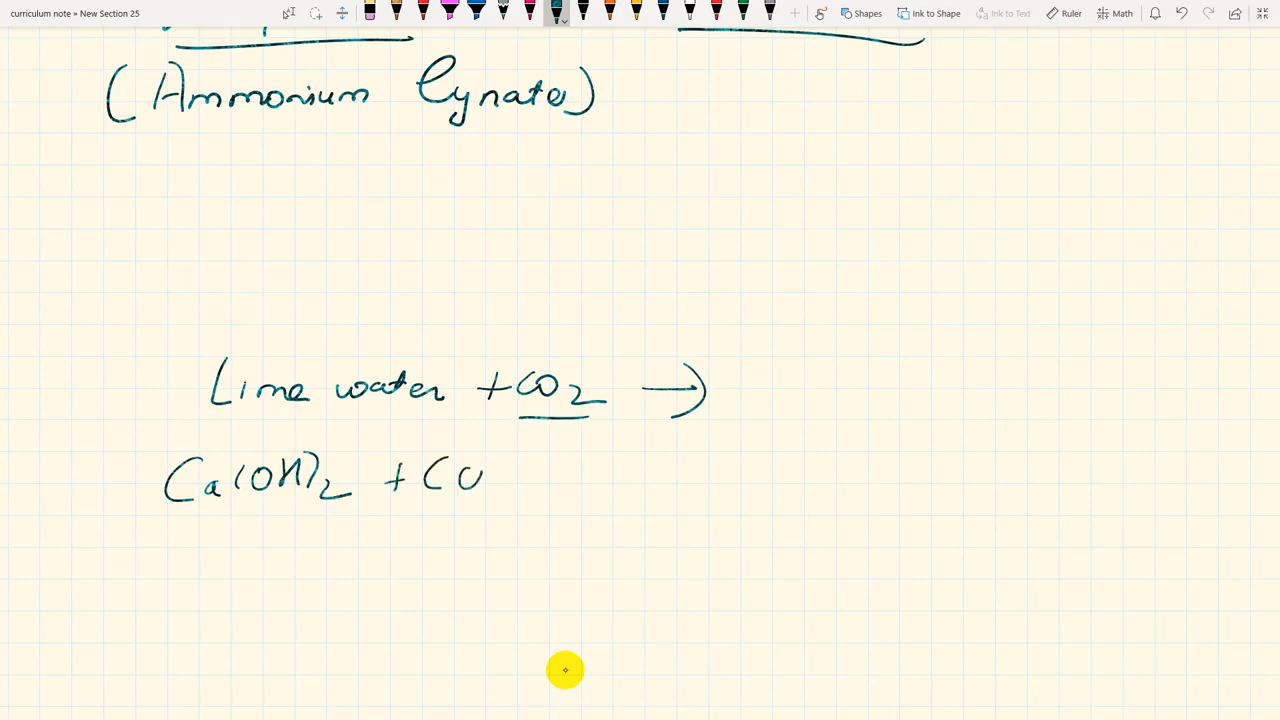 curriculum note » New Section 25
Shapes Ink to Shape Ink to Text Ruler Math
(Ammonium Cynate)
Lime water + CO2 →
Ca(OH)2 + CO